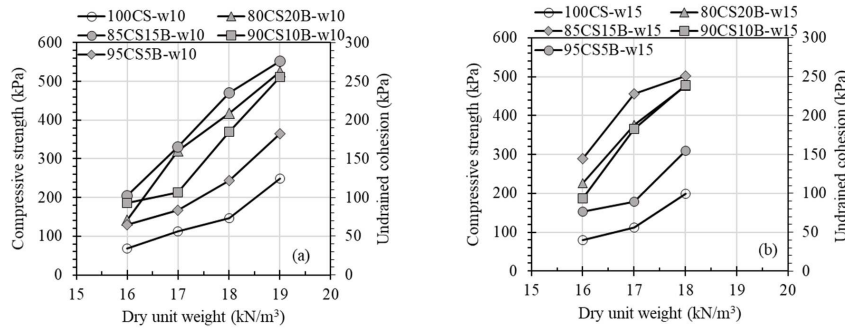 100CS-w10
80CS20B-w10
85CS15B-w10
90CS10B-w10
95CS5B-w10
600
500
400
300
200
100
0
Compressive strength (kPa)
300
250
200
150
100
50
0
Undrained cohesion (kPa)
(a)
15 16 17 18 19 20
Dry unit weight (kN/m³)
100CS-w15
80CS20B-w15
85CS15B-w15
90CS10B-w15
95CS5B-w15
600
500
400
300
200
100
0
Compressive strength (kPa)
300
250
200
150
100
50
0
Undrained cohesion (kPa)
(b)
15 16 17 18 19 20
Dry unit weight (kN/m³)